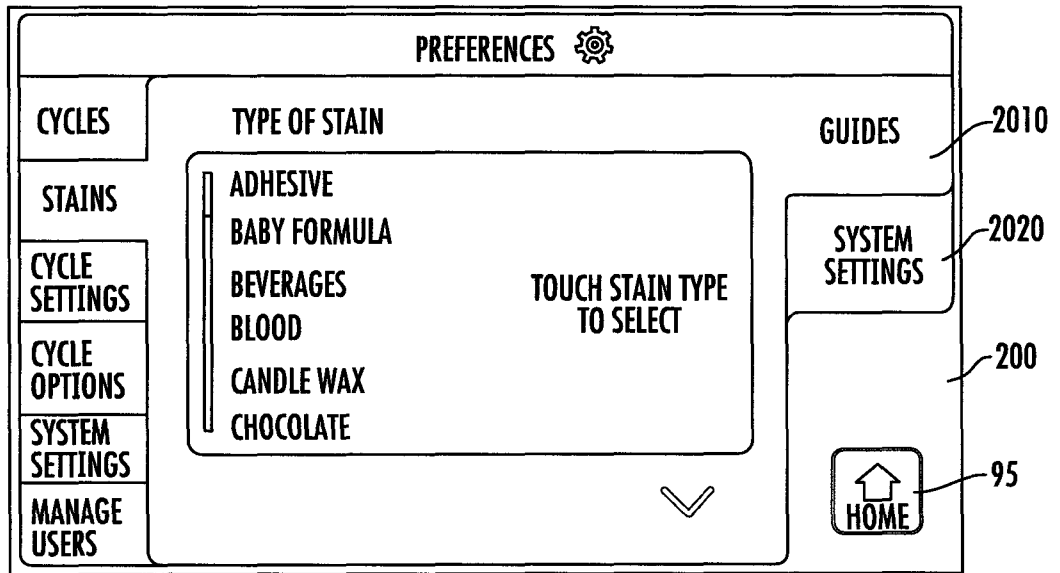 PREFERENCES
CYCLES
STAINS
CYCLE
SETTINGS
CYCLE
OPTIONS
SYSTEM
SETTINGS
MANAGE
USERS
TYPE OF STAIN
ADHESIVE
BABY FORMULA
BEVERAGES
BLOOD
CANDLE WAX
CHOCOLATE
TOUCH STAIN TYPE
TO SELECT
GUIDES
SYSTEM
SETTINGS
HOME
2010
2020
200
95